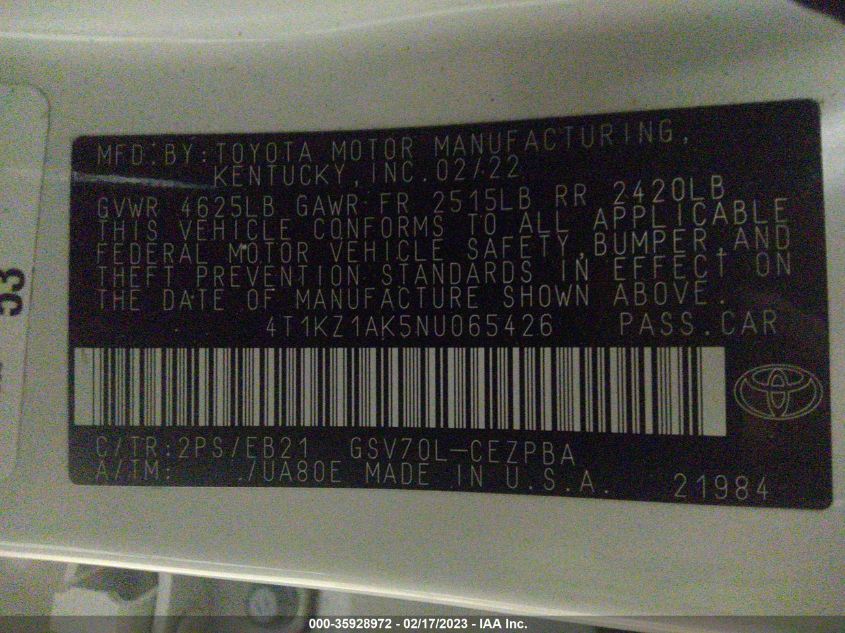 MFD.BY:TOYOTA MOTOR MANUFACTURING,
KENTUCKY,INC.02/22
GVWR 4625LB GAWR FR 2515LB RR 2420LB
THIS VEHICLE CONFORMS TO ALL APPLICABLE
FEDERAL MOTOR VEHICLE SAFETY,BUMPER,AND
THEFT PREVENTION STANDARDS IN EFFECT ON
THE DATE OF MANUFACTURE SHOWN ABOVE.
4T1KZ1AK5NU065426 PASS.CAR
C/TR:2PS/EB21 GSV70L-CEZPBA
A/TM: /UA80E MADE IN U.S.A. 21984
53
000-35928972 - 02/17/2023 - IAA Inc.